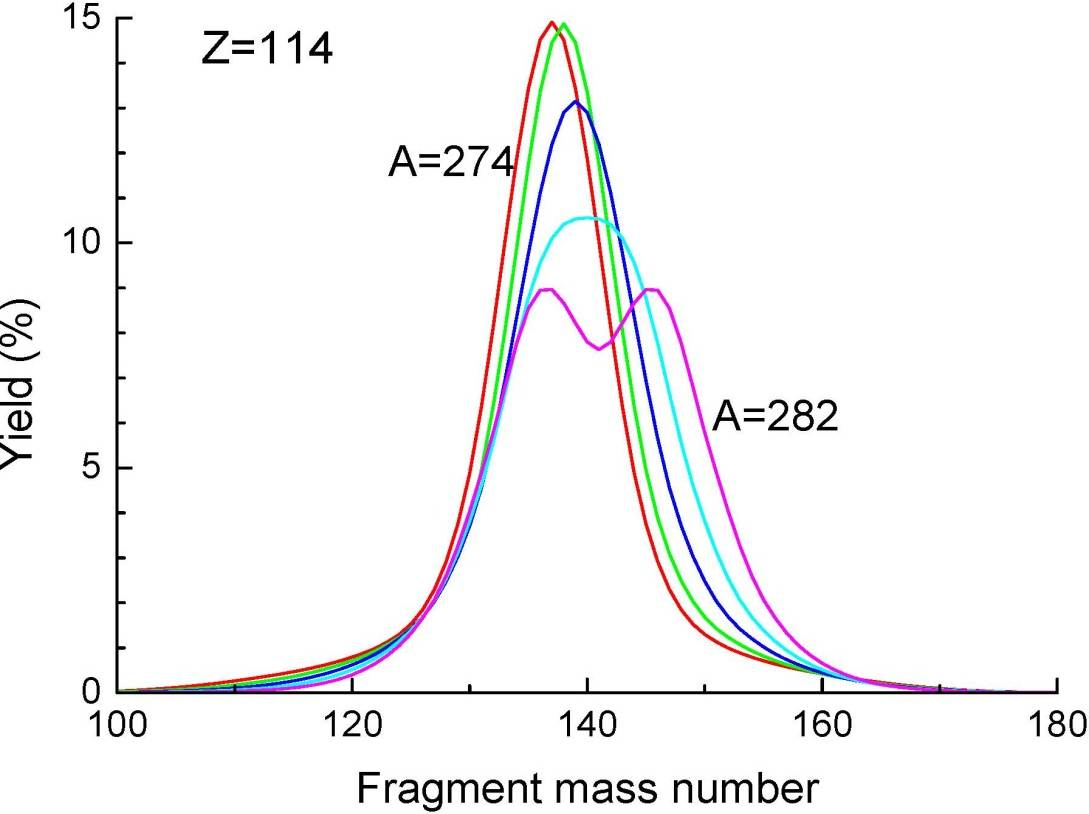 15
Z=114
A=274
10
Yield (%)
A=282
5
0
100 120 140 160 180
Fragment mass number